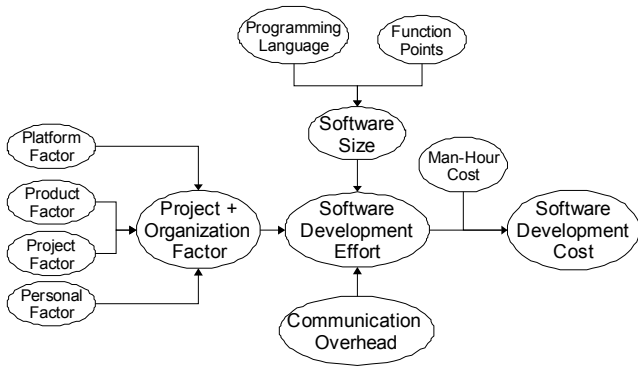 Programming
Language
Function
Points
Software
Size
Platform
Factor
Man-Hour
Cost
Product
Factor
Project +
Organization
Factor
Software
Development
Effort
Software
Development
Cost
Project
Factor
Personal
Factor
Communication
Overhead